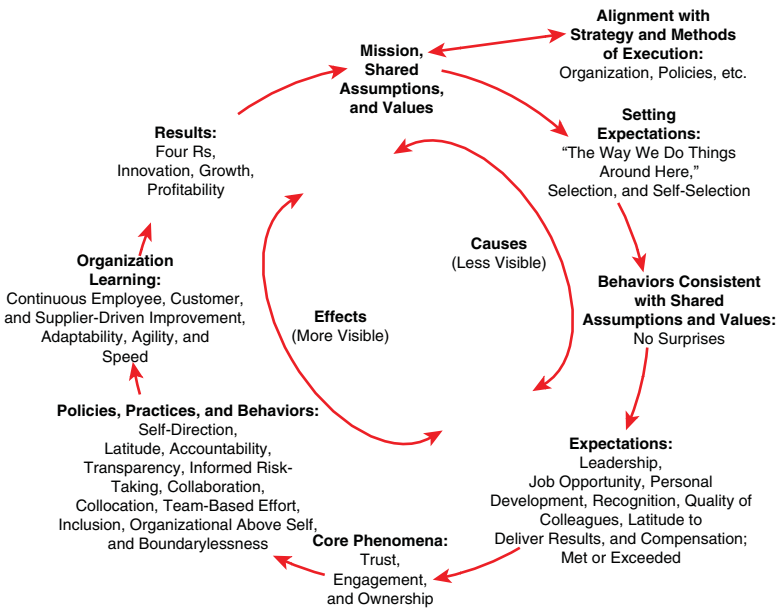 Mission,
Shared
Assumptions,
and Values
Alignment with
Strategy and Methods
of Execution:
Organization, Policies, etc.
Setting
Expectations:
“The Way We Do Things
Around Here,”
Selection, and Self-Selection
Behaviors Consistent
with Shared
Assumptions and Values:
No Surprises
Expectations:
Leadership,
Job Opportunity, Personal
Development, Recognition, Quality of
Colleagues, Latitude to
Deliver Results, and Compensation;
Met or Exceeded
Core Phenomena:
Trust,
Engagement,
and Ownership
Policies, Practices, and Behaviors:
Self-Direction,
Latitude, Accountability,
Transparency, Informed Risk-
Taking, Collaboration,
Collocation, Team-Based Effort,
Inclusion, Organizational Above Self,
and Boundarylessness
Organization
Learning:
Continuous Employee, Customer,
and Supplier-Driven Improvement,
Adaptability, Agility, and
Speed
Results:
Four Rs,
Innovation, Growth,
Profitability
Causes
(Less Visible)
Effects
(More Visible)